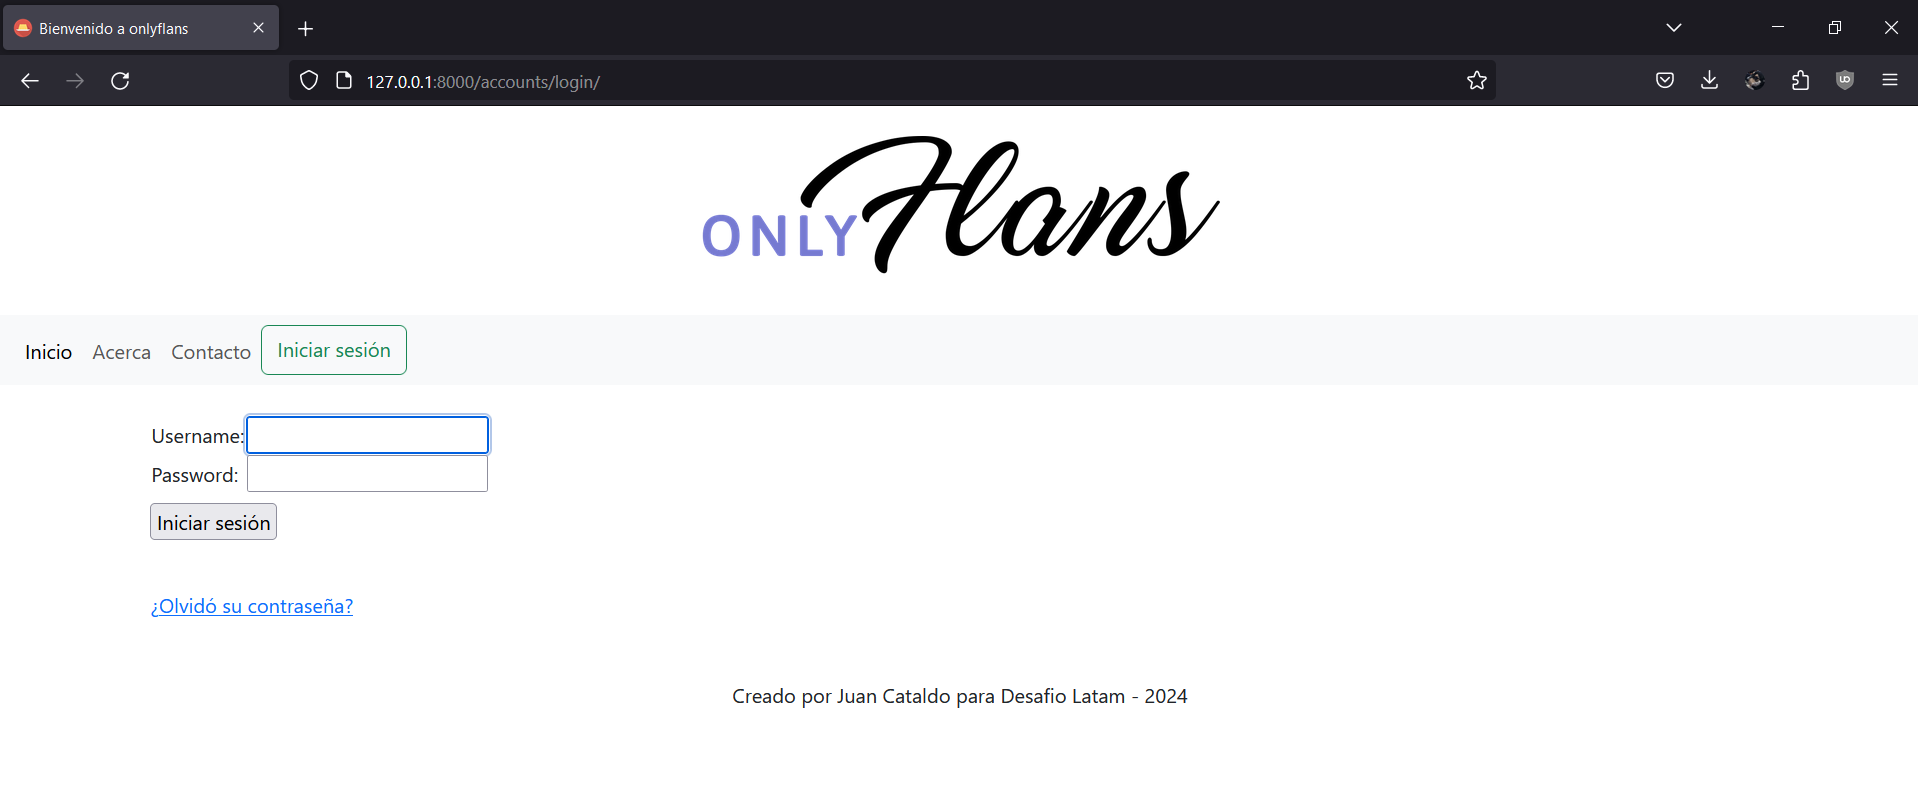 Bienvenido a onlyflans
127.0.0.1:8000/accounts/login/
ONLY Flans
Inicio Acerca Contacto Iniciar sesión
Username:
Password:
Iniciar sesión
¿Olvidó su contraseña?
Creado por Juan Cataldo para Desafio Latam - 2024